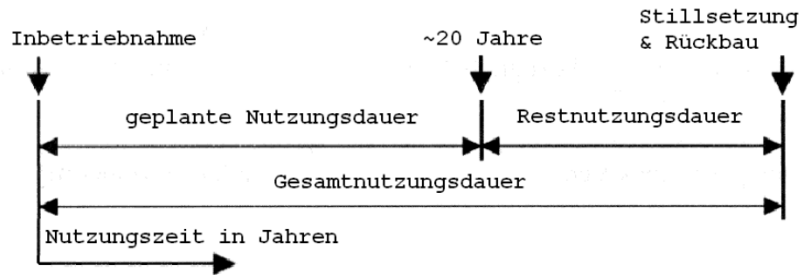 Stillsetzung
Inbetriebnahme
~20 Jahre
& Rückbau
geplante Nutzungsdauer
Restnutzungsdauer
Gesamtnutzungsdauer
Nutzungszeit in Jahren